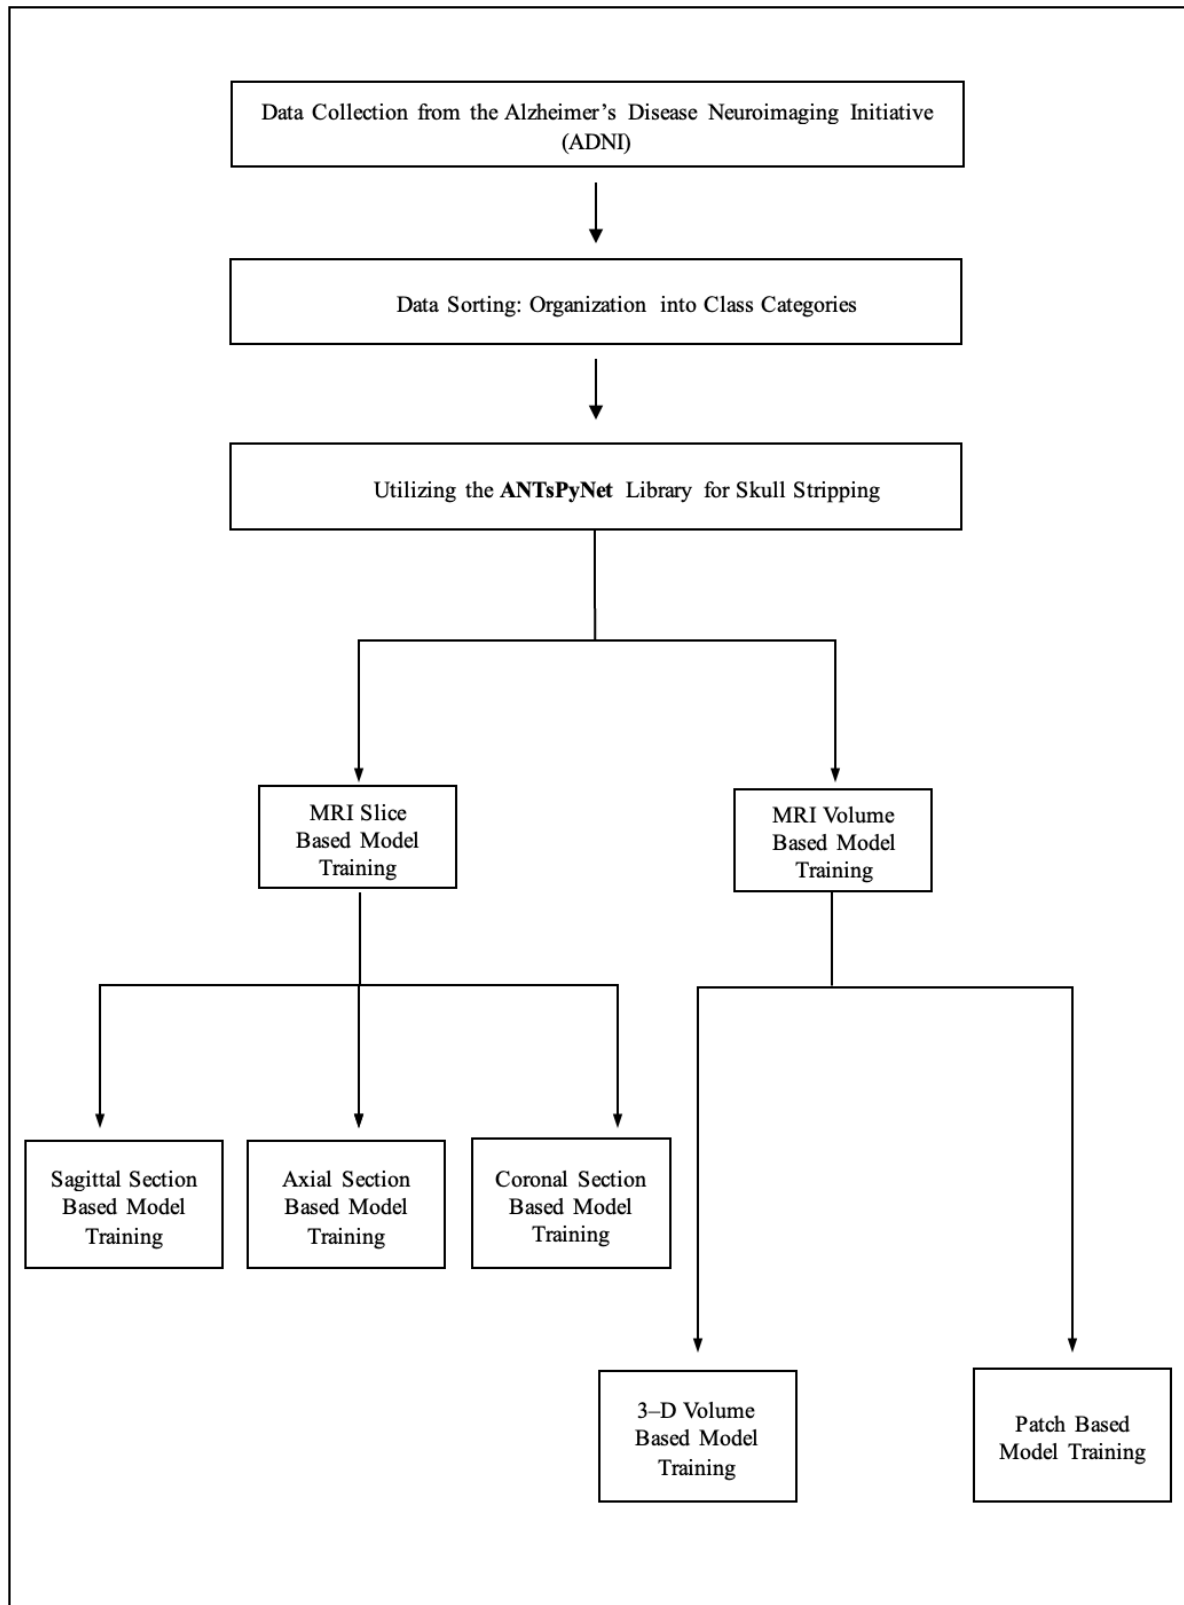 Data Collection from the Alzheimer’s Disease Neuroimaging Initiative
(ADNI)
Data Sorting: Organization into Class Categories
Utilizing the ANTsPyNet Library for Skull Stripping
MRI Slice
Based Model
Training
MRI Volume
Based Model
Training
Sagittal Section
Based Model
Training
Axial Section
Based Model
Training
Coronal Section
Based Model
Training
3–D Volume
Based Model
Training
Patch Based
Model Training